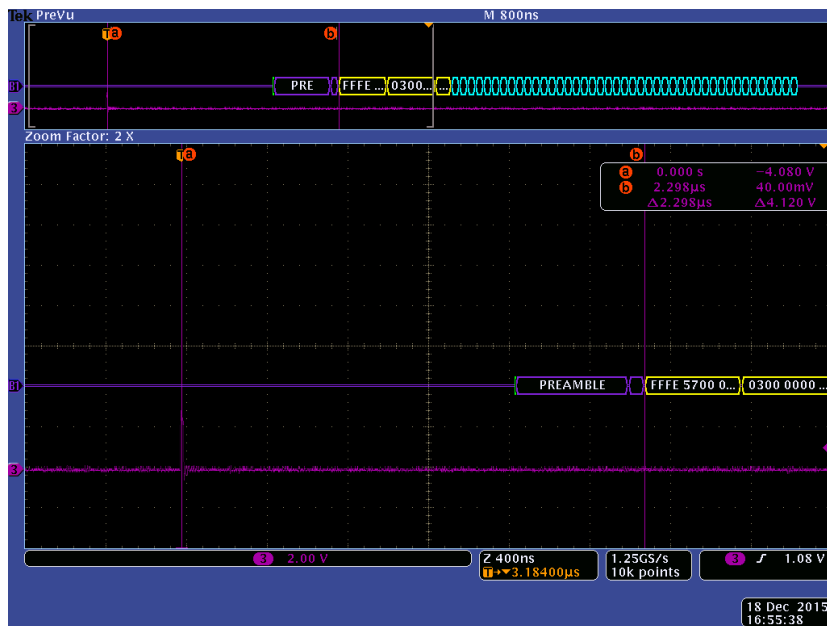 Tek PreVu M 800ns
T a b
B1 PRE FFFE ... 0300... ...
3
Zoom Factor: 2 X
T a b
a 0.000 s −4.080 V
b 2.298µs 40.00mV
Δ2.298µs Δ4.120 V
B1 PREAMBLE FFFE 5700 0... 0300 0000 ...
3
3 2.00 V Z 400ns 1.25GS/s 3 1.08 V
T→▼3.18400µs 10k points
18 Dec 2015
16:55:38